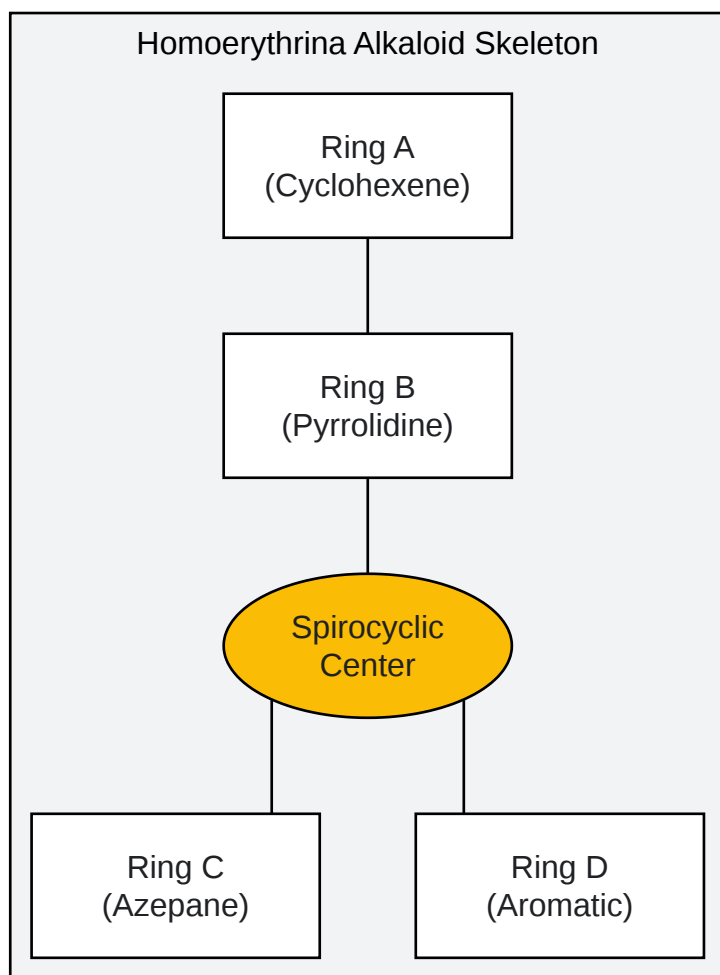 Homoerythrina Alkaloid Skeleton
Ring A
(Cyclohexene)
Ring B
(Pyrrolidine)
Spirocyclic
Center
Ring C
(Azepane)
Ring D
(Aromatic)